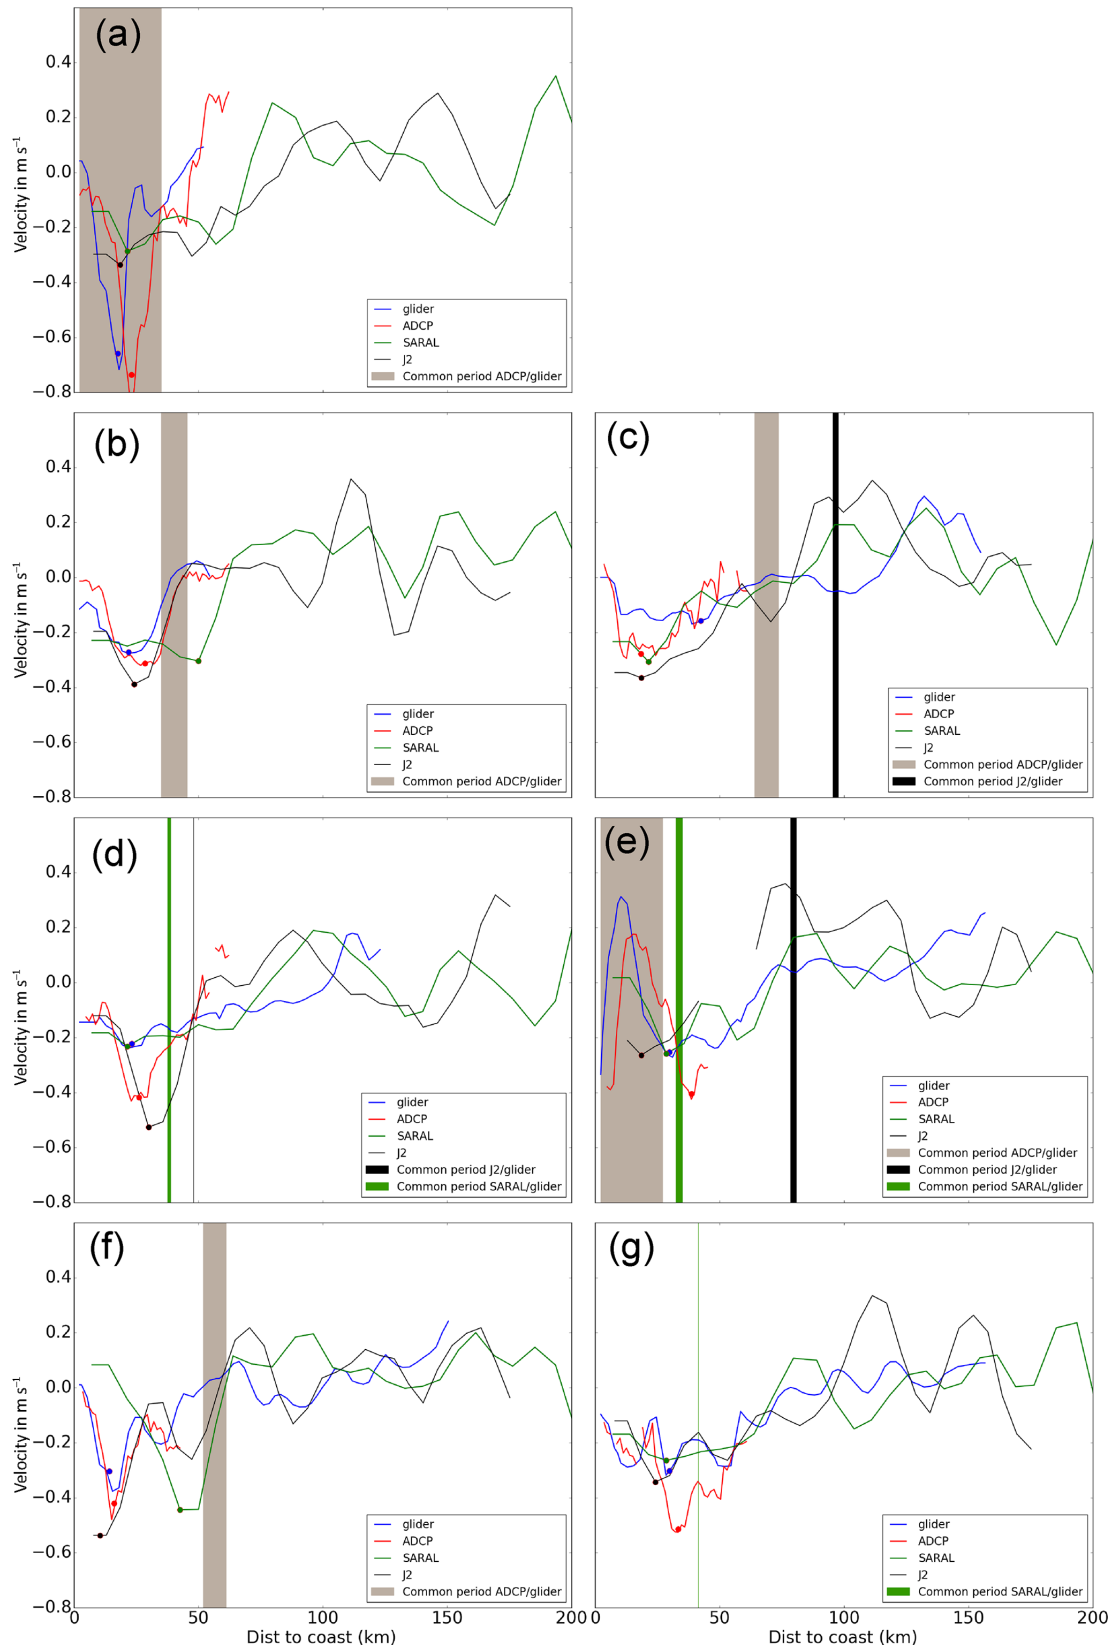 (a)
0.4
0.2
0.0
−0.2
−0.4
−0.6
−0.8
Velocity in m s⁻¹
glider
ADCP
SARAL
J2
Common period ADCP/glider
(b)
0.4
0.2
0.0
−0.2
−0.4
−0.6
−0.8
Velocity in m s⁻¹
glider
ADCP
SARAL
J2
Common period ADCP/glider
(c)
glider
ADCP
SARAL
J2
Common period ADCP/glider
Common period J2/glider
(d)
0.4
0.2
0.0
−0.2
−0.4
−0.6
−0.8
Velocity in m s⁻¹
glider
ADCP
SARAL
J2
Common period J2/glider
Common period SARAL/glider
(e)
glider
ADCP
SARAL
J2
Common period ADCP/glider
Common period J2/glider
Common period SARAL/glider
(f)
0.4
0.2
0.0
−0.2
−0.4
−0.6
−0.8
Velocity in m s⁻¹
glider
ADCP
SARAL
J2
Common period ADCP/glider
0 50 100 150 200
Dist to coast (km)
(g)
glider
ADCP
SARAL
J2
Common period SARAL/glider
0 50 100 150 200
Dist to coast (km)